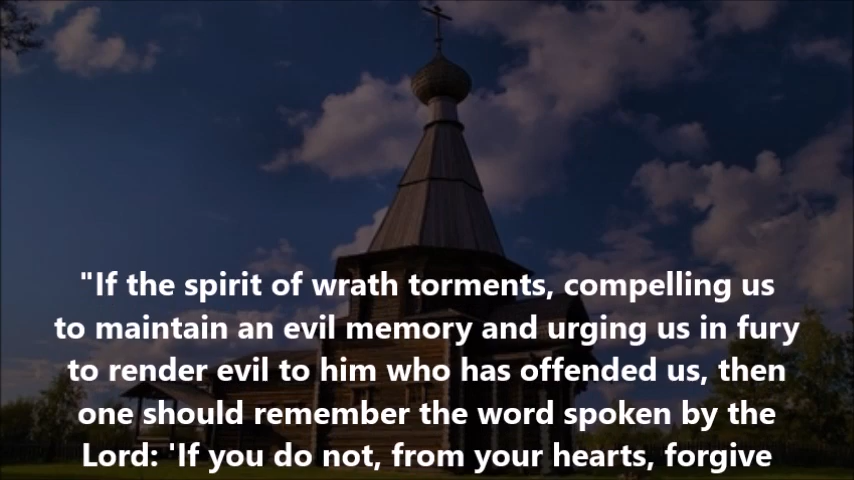 "If the spirit of wrath torments, compelling us
to maintain an evil memory and urging us in fury
to render evil to him who has offended us, then
one should remember the word spoken by the
Lord: 'If you do not, from your hearts, forgive